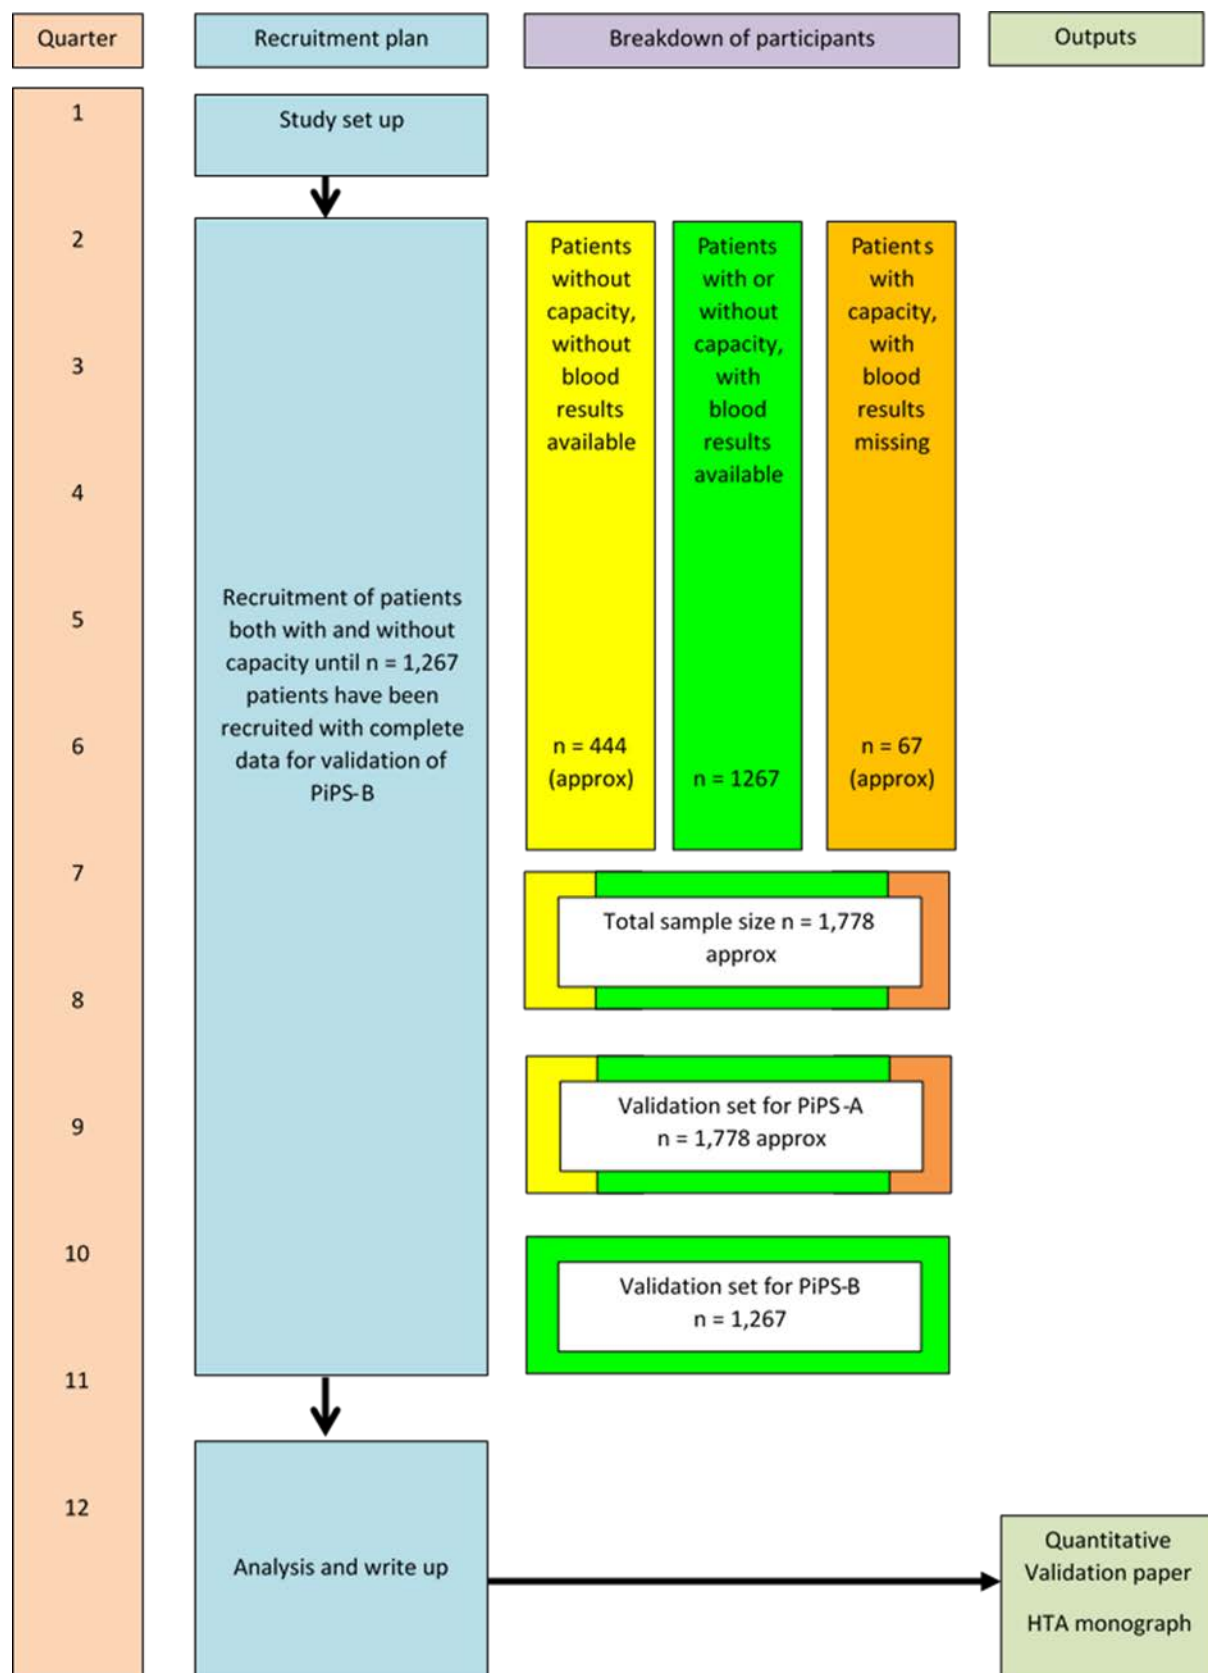 Quarter
Recruitment plan
Breakdown of participants
Outputs
1
2
3
4
5
6
7
8
9
10
11
12
Study set up
Recruitment of patients
both with and without
capacity until n = 1,267
patients have been
recruited with complete
data for validation of
PiPS-B
Analysis and write up
Patients
without
capacity,
without
blood
results
available
n = 444
(approx)
Patients
with or
without
capacity,
with
blood
results
available
n = 1267
Patients
with
capacity,
with
blood
results
missing
n = 67
(approx)
Total sample size n = 1,778
approx
Validation set for PiPS-A
n = 1,778 approx
Validation set for PiPS-B
n = 1,267
Quantitative
Validation paper
HTA monograph